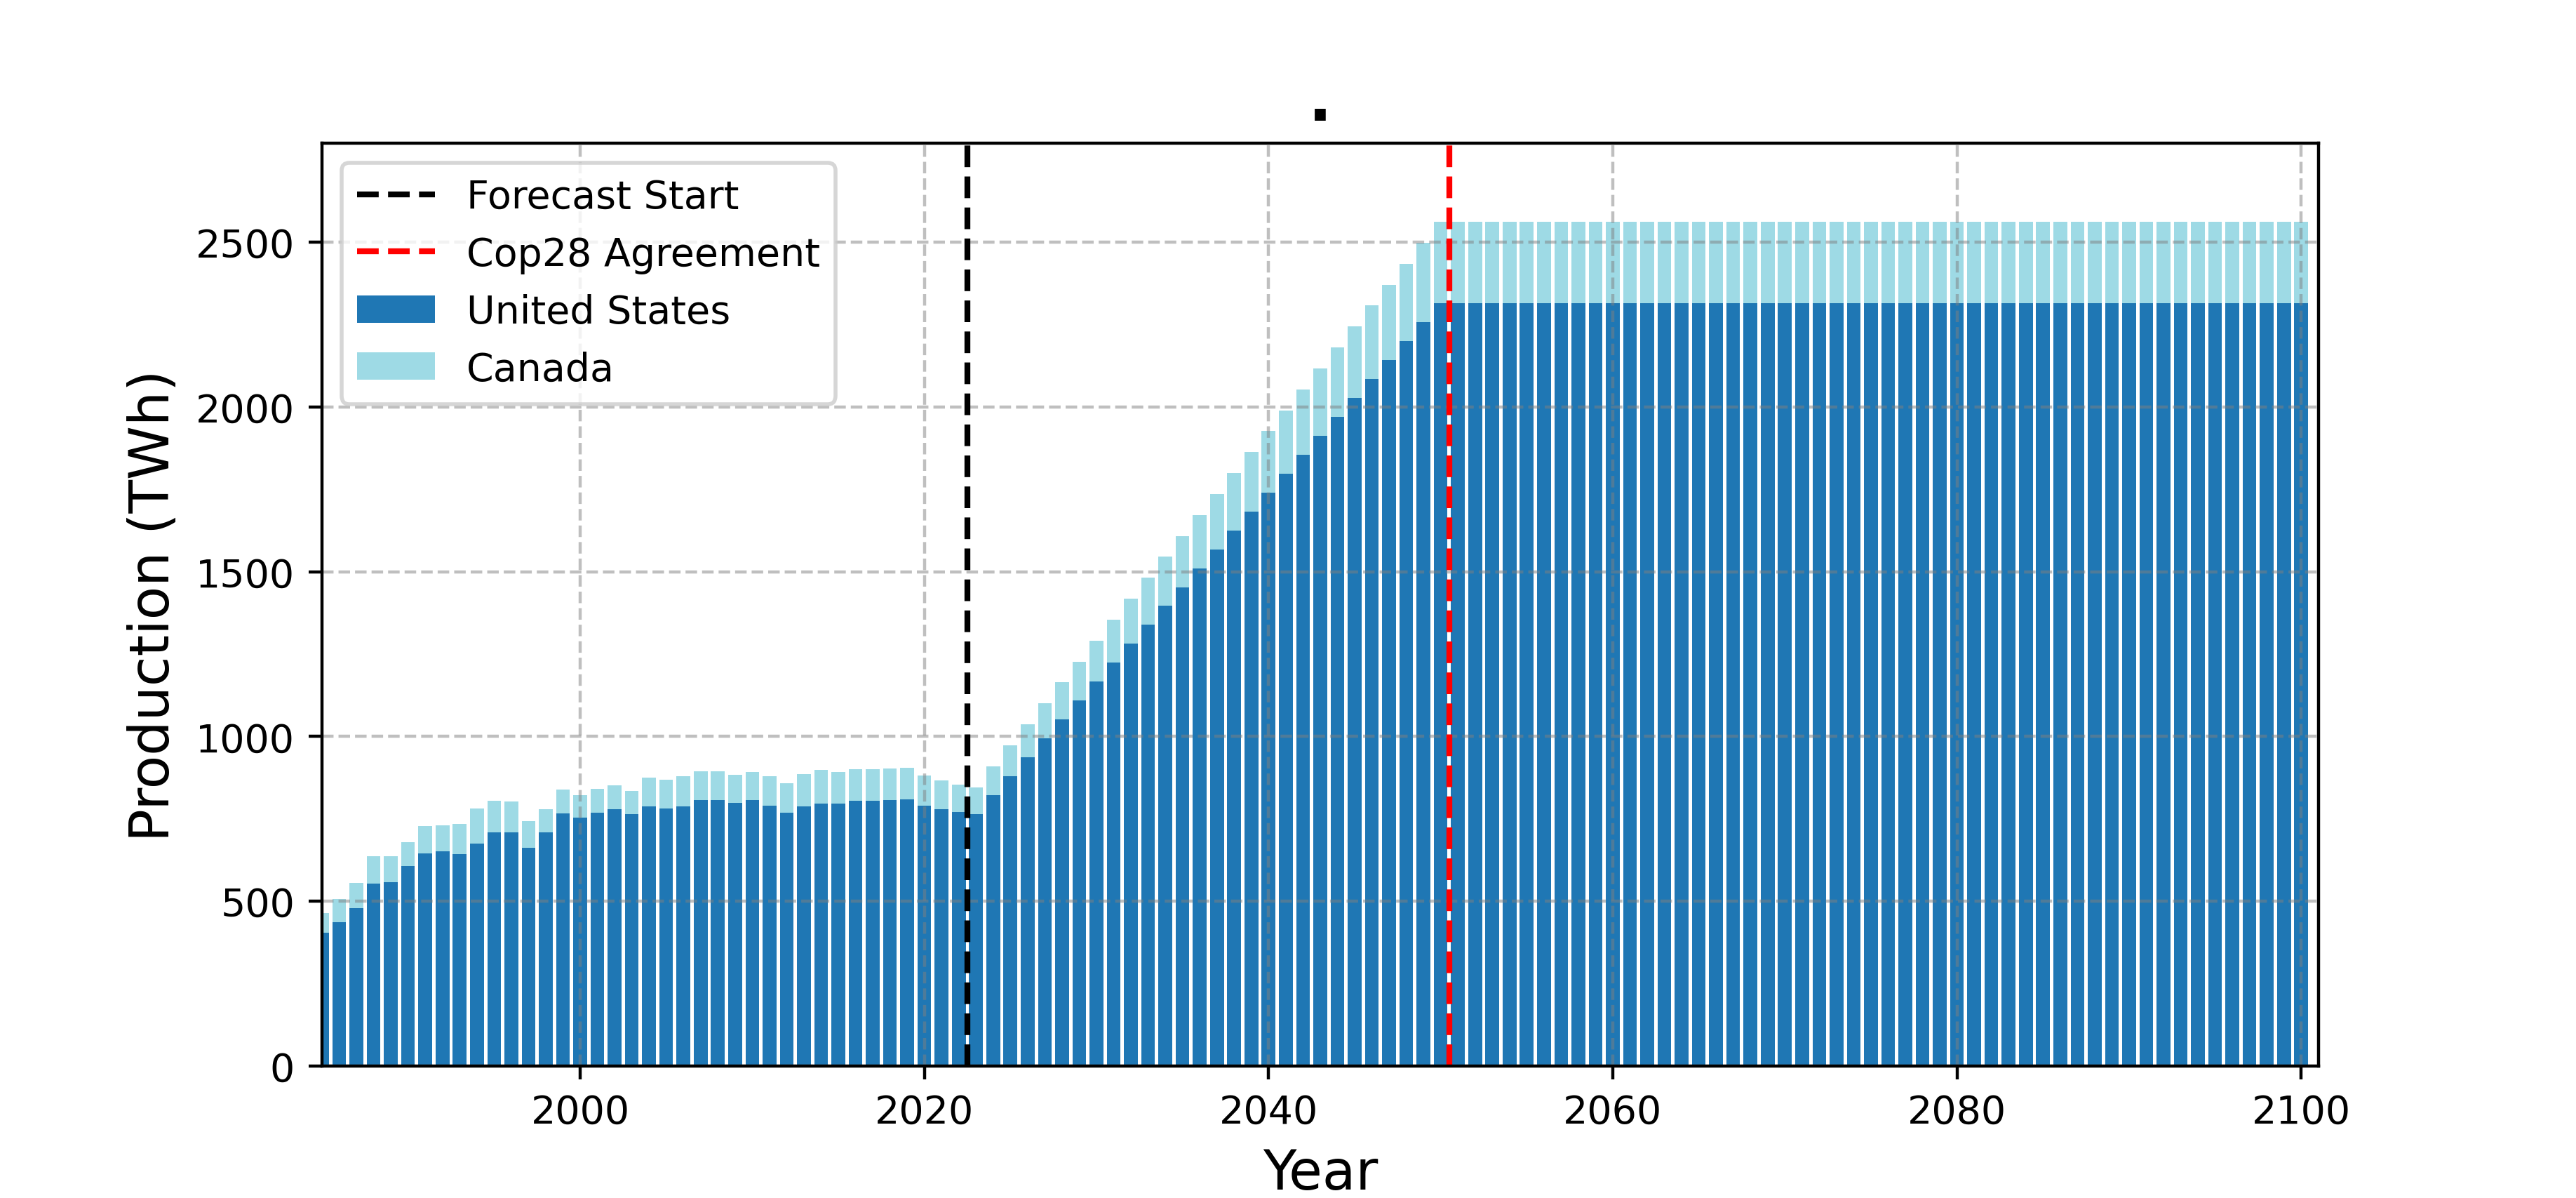 .
Forecast Start
Cop28 Agreement
United States
Canada
Production (TWh)
2500
2000
1500
1000
500
0
2000 2020 2040 2060 2080 2100
Year